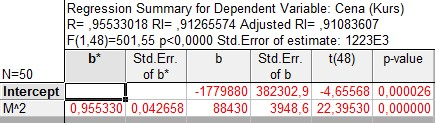 Regression Summary for Dependent Variable: Cena (Kurs)
R= ,95533018 RI= ,91265574 Adjusted RI= ,91083607
F(1,48)=501,55 p<0,0000 Std.Error of estimate: 1223E3
N=50 b* Std.Err. of b* b Std.Err. of b t(48) p-value
Intercept -1779880 382302,9 -4,65568 0,000026
M^2 0,955330 0,042658 88430 3948,6 22,39530 0,000000